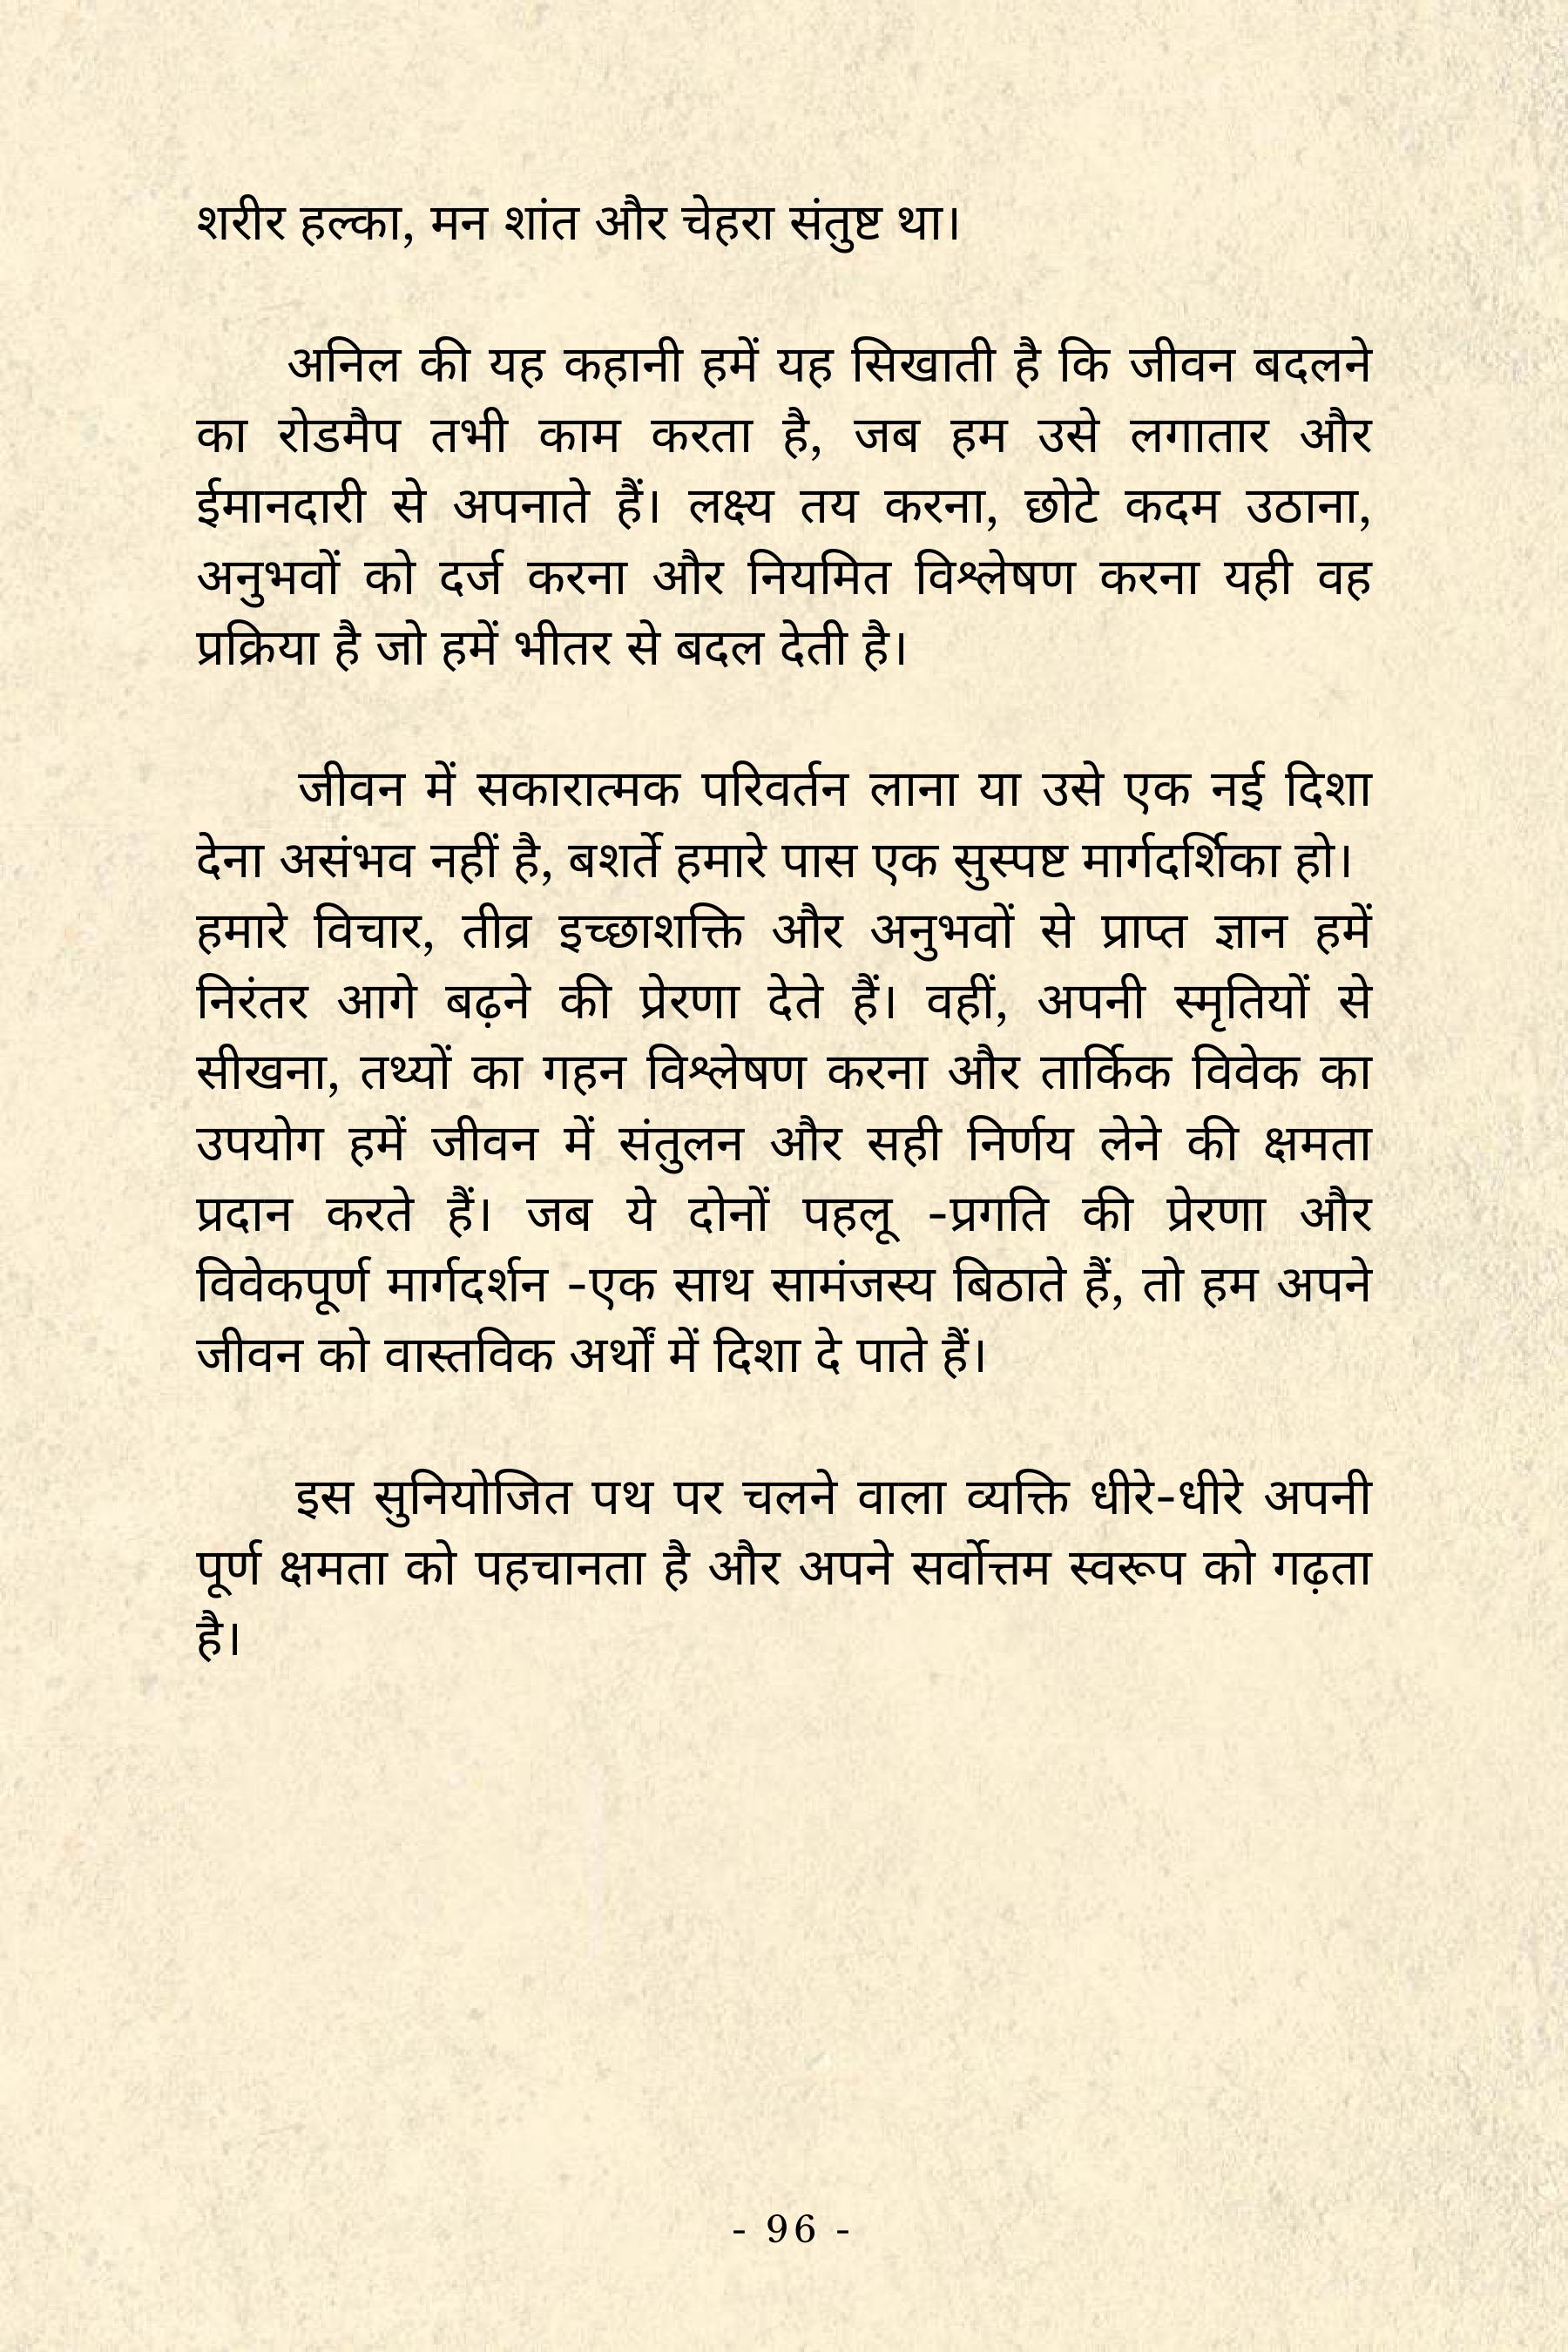 शरीर हल्का, मन शांत और चेहरा संतुष्ट था।
अनिल की यह कहानी हमें यह सिखाती है कि जीवन बदलने
का रोडमैप तभी काम करता है, जब हम उसे लगातार और
ईमानदारी से अपनाते हैं। लक्ष्य तय करना, छोटे कदम उठाना,
अनुभवों को दर्ज करना और नियमित विश्लेषण करना यही वह
प्रक्रिया है जो हमें भीतर से बदल देती है।
जीवन में सकारात्मक परिवर्तन लाना या उसे एक नई दिशा
देना असंभव नहीं है, बशर्ते हमारे पास एक सुस्पष्ट मार्गदर्शिका हो।
हमारे विचार, तीव्र इच्छाशक्ति और अनुभवों से प्राप्त ज्ञान हमें
निरंतर आगे बढ़ने की प्रेरणा देते हैं। वहीं, अपनी स्मृतियों से
सीखना, तथ्यों का गहन विश्लेषण करना और तार्किक विवेक का
उपयोग हमें जीवन में संतुलन और सही निर्णय लेने की क्षमता
प्रदान करते हैं। जब ये दोनों पहलू -प्रगति की प्रेरणा और
विवेकपूर्ण मार्गदर्शन -एक साथ सामंजस्य बिठाते हैं, तो हम अपने
जीवन को वास्तविक अर्थों में दिशा दे पाते हैं।
इस सुनियोजित पथ पर चलने वाला व्यक्ति धीरे-धीरे अपनी
पूर्ण क्षमता को पहचानता है और अपने सर्वोत्तम स्वरूप को गढ़ता
है।
- 96 -